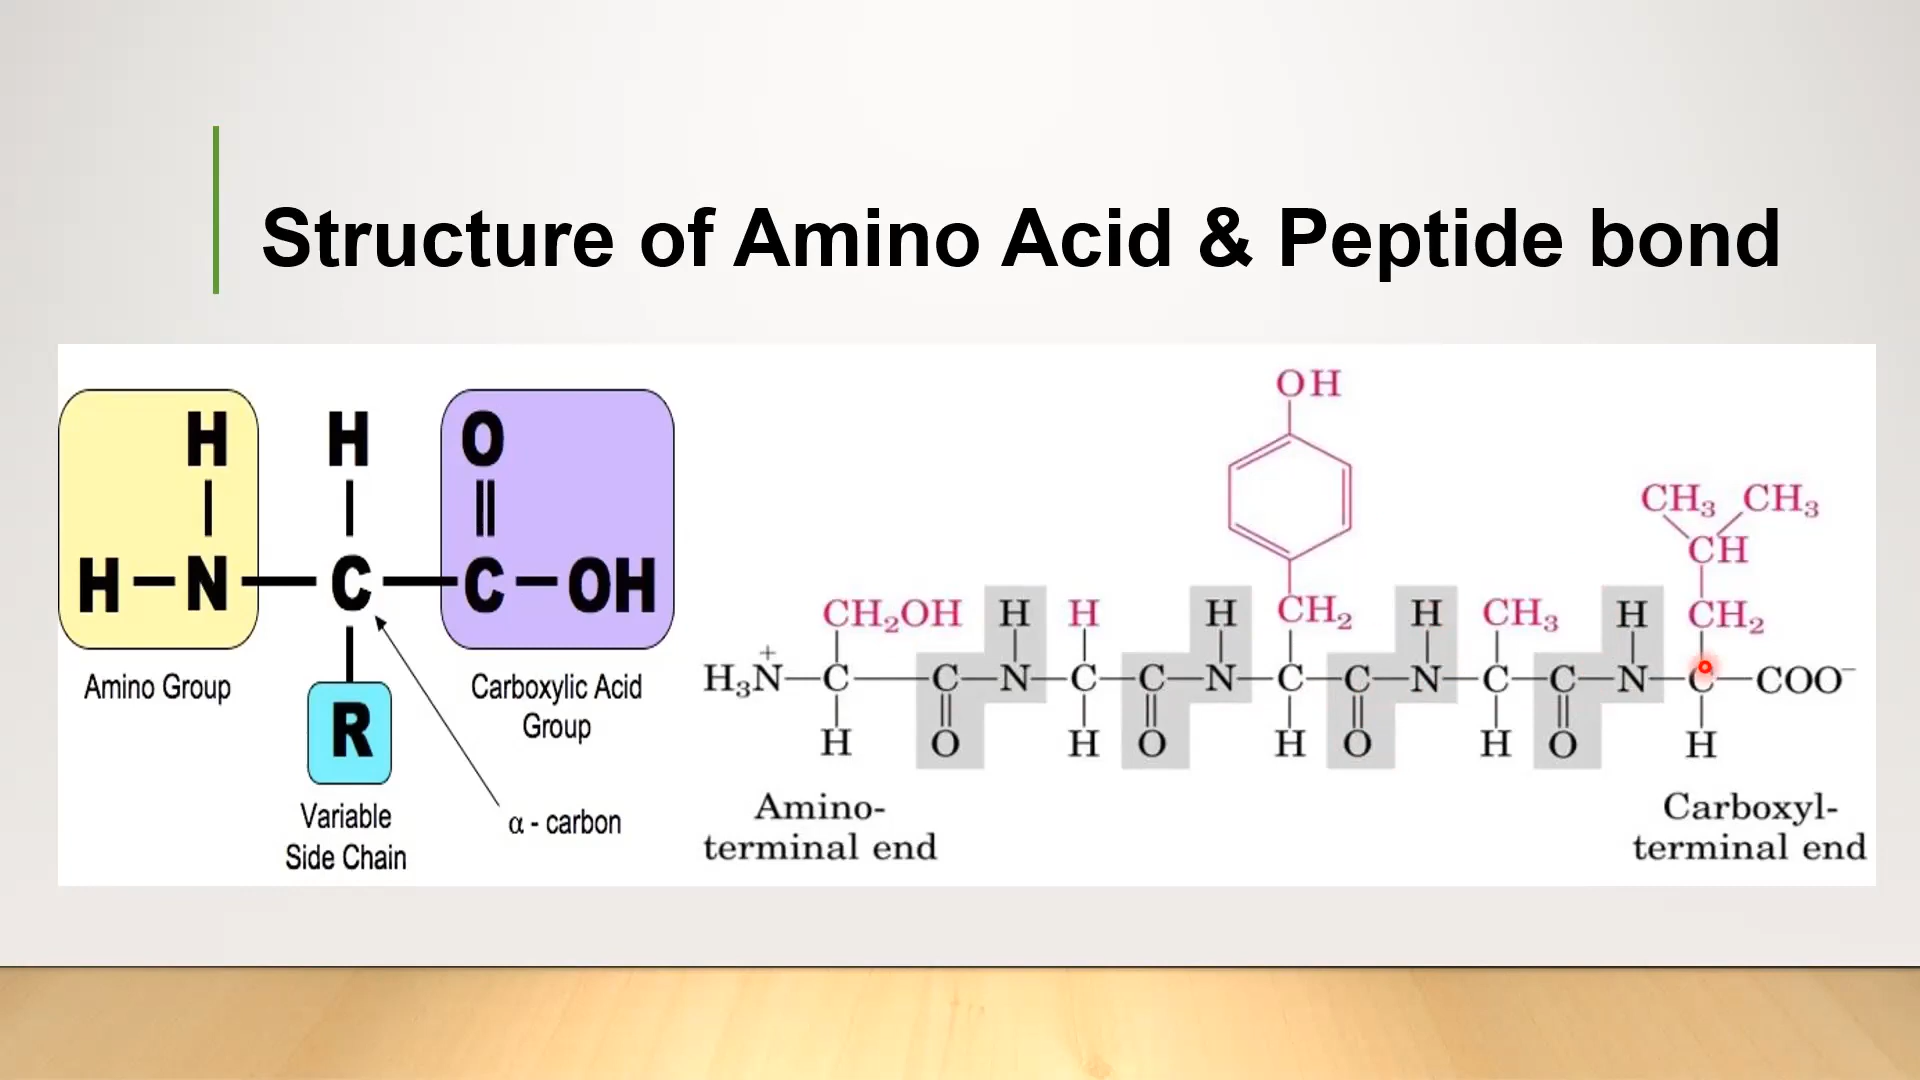 Structure of Amino Acid & Peptide bond
H H O
H–N–C–C–OH
R
Amino Group
Carboxylic Acid
Group
Variable
Side Chain
α - carbon
OH
CH₃ CH₃
CH
CH₂OH H H H CH₂ H CH₃ H CH₂
H₃N⁺–C–C–N–C–C–N–C–C–N–C–C–N–C–COO⁻
H O H O H O H O H
Amino-
terminal end
Carboxyl-
terminal end